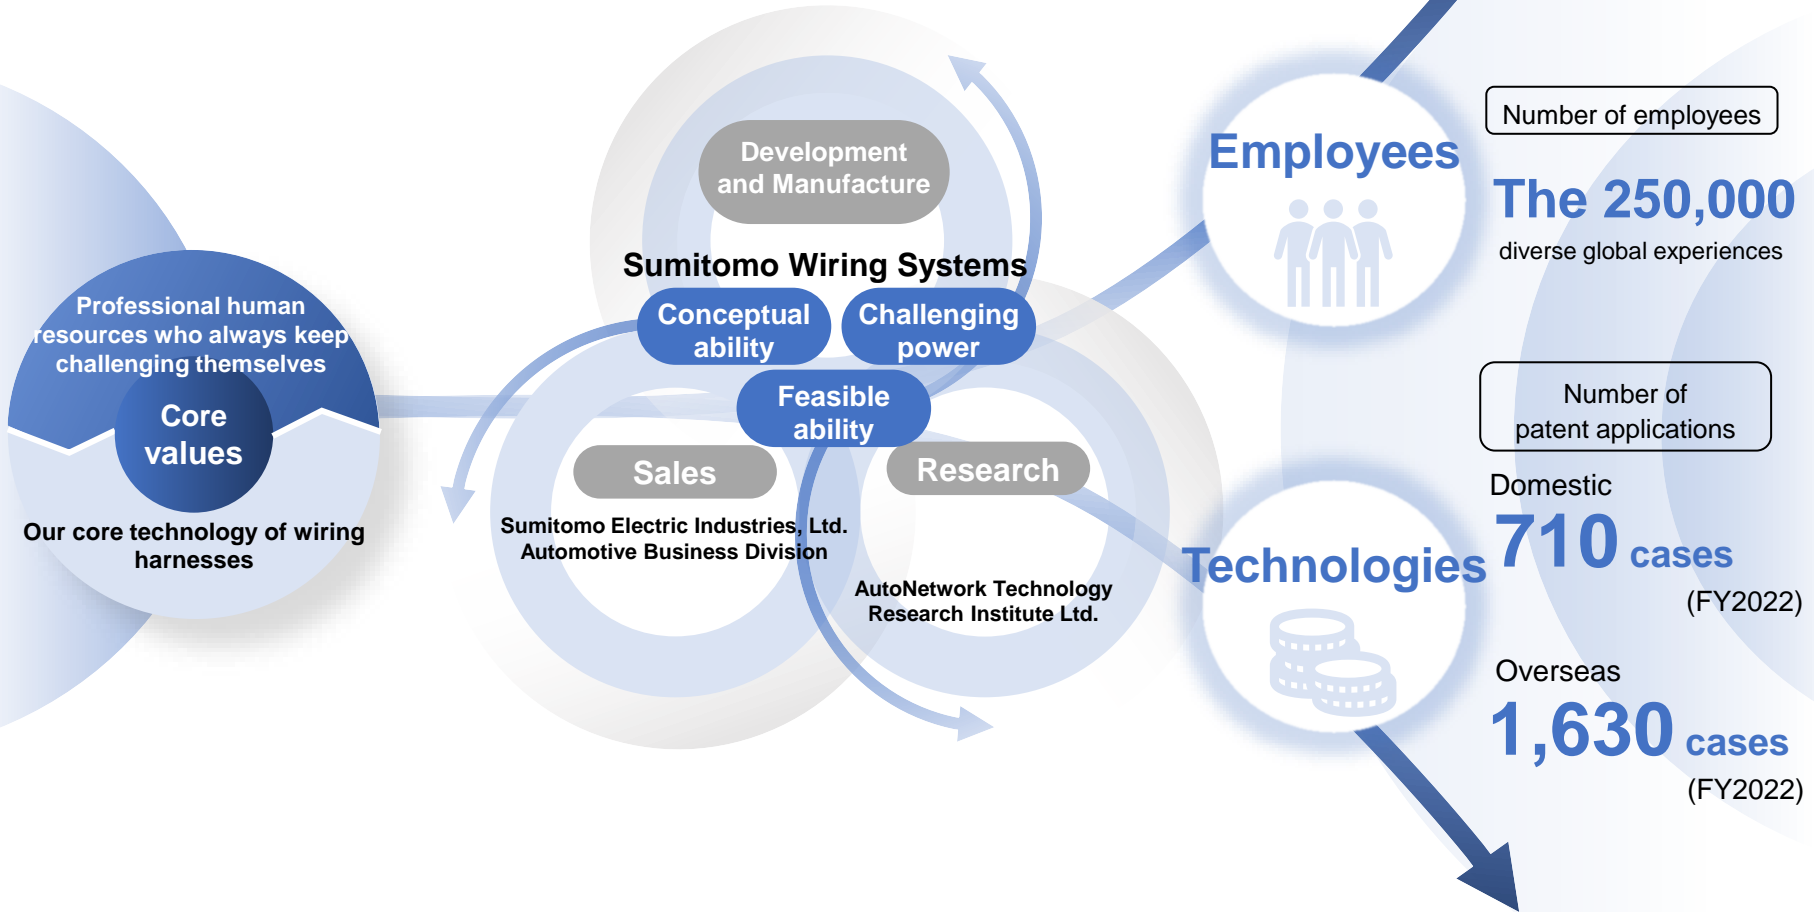 Professional human
resources who always keep
challenging themselves
Core
values
Our core technology of wiring
harnesses
Development
and Manufacture
Sumitomo Wiring Systems
Conceptual
ability
Challenging
power
Feasible
ability
Sales
Sumitomo Electric Industries, Ltd.
Automotive Business Division
Research
AutoNetwork Technology
Research Institute Ltd.
Employees
Number of employees
The 250,000
diverse global experiences
Technologies
Number of
patent applications
Domestic
710 cases
(FY2022)
Overseas
1,630 cases
(FY2022)